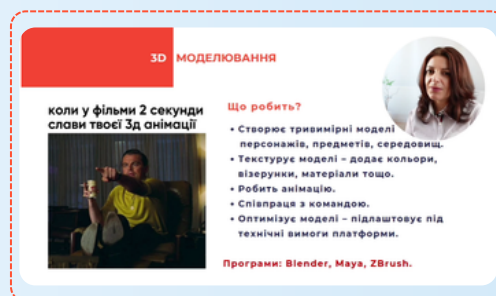 3D МОДЕЛЮВАННЯ
коли у фільми 2 секунди
слави твоєї 3д анімації
Що робить?
• Створює тривимірні моделі
персонажів, предметів, середовищ.
• Текстурує моделі – додає кольори,
візерунки, матеріали тощо.
• Робить анімацію.
• Співпраця з командою.
• Оптимізує моделі – підлаштовує під
технічні вимоги платформи.
Програми: Blender, Maya, ZBrush.